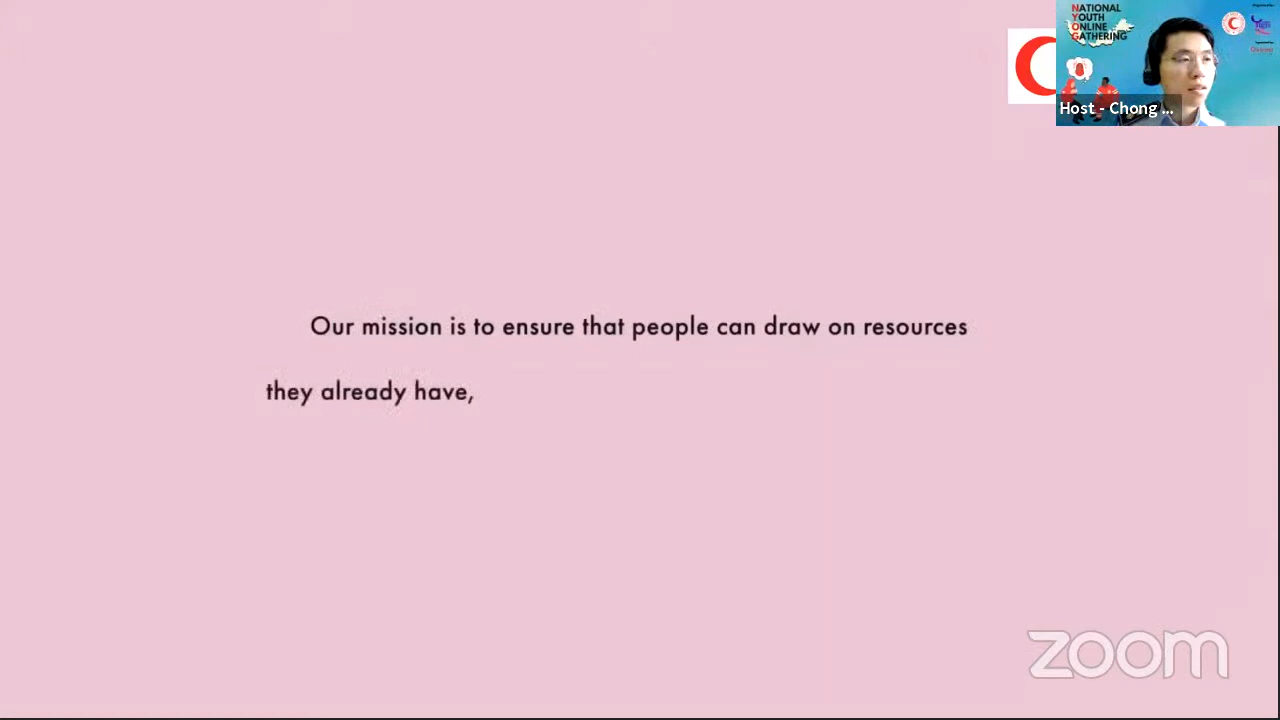 NATIONAL
YOUTH
ONLINE
GATHERING
Host - Chong ...
Our mission is to ensure that people can draw on resources
they already have,
zoom